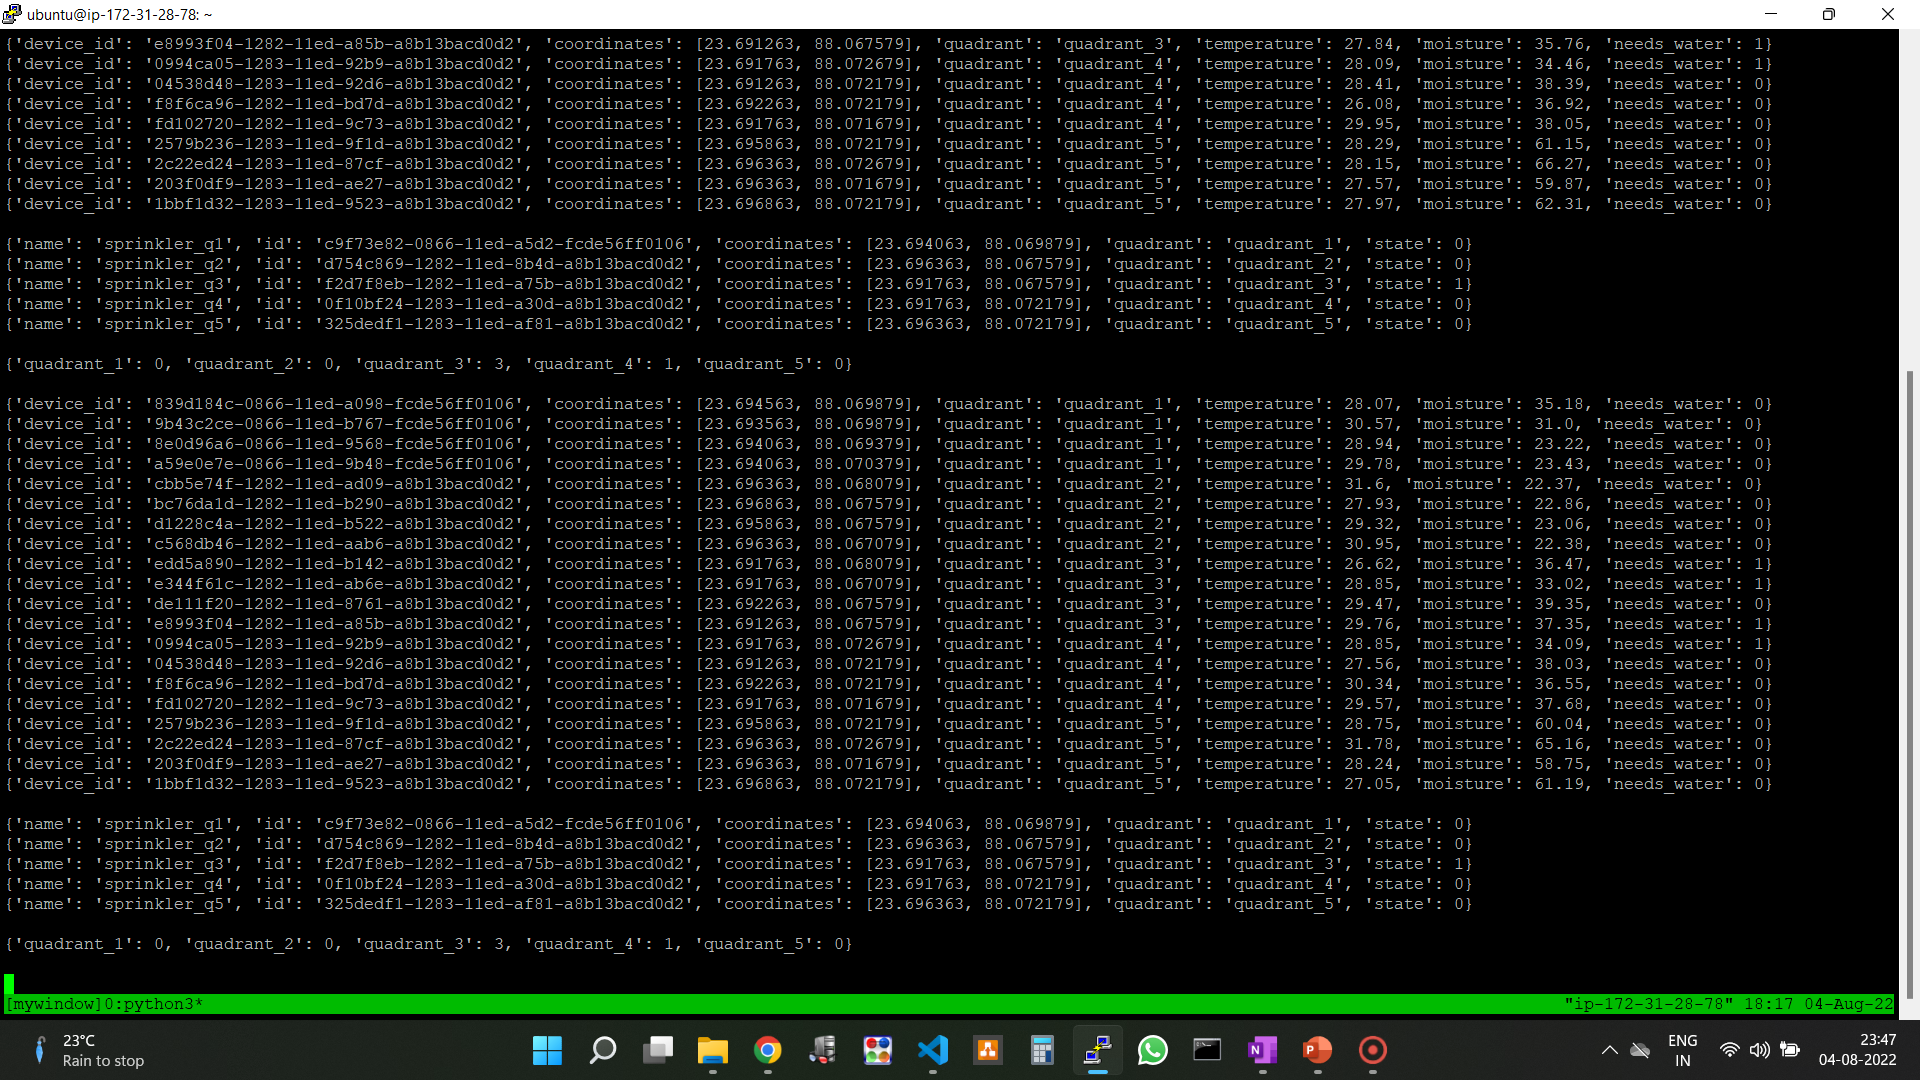 ubuntu@ip-172-31-28-78: ~
{'device_id': 'e8993f04-1282-11ed-a85b-a8b13bacd0d2', 'coordinates': [23.691263, 88.067579], 'quadrant': 'quadrant_3', 'temperature': 27.84, 'moisture': 35.76, 'needs_water': 1}
{'device_id': '0994ca05-1283-11ed-92b9-a8b13bacd0d2', 'coordinates': [23.691763, 88.072679], 'quadrant': 'quadrant_4', 'temperature': 28.09, 'moisture': 34.46, 'needs_water': 1}
{'device_id': '04538d48-1283-11ed-92d6-a8b13bacd0d2', 'coordinates': [23.691263, 88.072179], 'quadrant': 'quadrant_4', 'temperature': 28.41, 'moisture': 38.39, 'needs_water': 0}
{'device_id': 'f8f6ca96-1282-11ed-bd7d-a8b13bacd0d2', 'coordinates': [23.692263, 88.072179], 'quadrant': 'quadrant_4', 'temperature': 26.08, 'moisture': 36.92, 'needs_water': 0}
{'device_id': 'fd102720-1282-11ed-9c73-a8b13bacd0d2', 'coordinates': [23.691763, 88.071679], 'quadrant': 'quadrant_4', 'temperature': 29.95, 'moisture': 38.05, 'needs_water': 0}
{'device_id': '2579b236-1283-11ed-9f1d-a8b13bacd0d2', 'coordinates': [23.695863, 88.072179], 'quadrant': 'quadrant_5', 'temperature': 28.29, 'moisture': 61.15, 'needs_water': 0}
{'device_id': '2c22ed24-1283-11ed-87cf-a8b13bacd0d2', 'coordinates': [23.696363, 88.072679], 'quadrant': 'quadrant_5', 'temperature': 28.15, 'moisture': 66.27, 'needs_water': 0}
{'device_id': '203f0df9-1283-11ed-ae27-a8b13bacd0d2', 'coordinates': [23.696363, 88.071679], 'quadrant': 'quadrant_5', 'temperature': 27.57, 'moisture': 59.87, 'needs_water': 0}
{'device_id': '1bbf1d32-1283-11ed-9523-a8b13bacd0d2', 'coordinates': [23.696863, 88.072179], 'quadrant': 'quadrant_5', 'temperature': 27.97, 'moisture': 62.31, 'needs_water': 0}
{'name': 'sprinkler_q1', 'id': 'c9f73e82-0866-11ed-a5d2-fcde56ff0106', 'coordinates': [23.694063, 88.069879], 'quadrant': 'quadrant_1', 'state': 0}
{'name': 'sprinkler_q2', 'id': 'd754c869-1282-11ed-8b4d-a8b13bacd0d2', 'coordinates': [23.696363, 88.067579], 'quadrant': 'quadrant_2', 'state': 0}
{'name': 'sprinkler_q3', 'id': 'f2d7f8eb-1282-11ed-a75b-a8b13bacd0d2', 'coordinates': [23.691763, 88.067579], 'quadrant': 'quadrant_3', 'state': 1}
{'name': 'sprinkler_q4', 'id': '0f10bf24-1283-11ed-a30d-a8b13bacd0d2', 'coordinates': [23.691763, 88.072179], 'quadrant': 'quadrant_4', 'state': 0}
{'name': 'sprinkler_q5', 'id': '325dedf1-1283-11ed-af81-a8b13bacd0d2', 'coordinates': [23.696363, 88.072179], 'quadrant': 'quadrant_5', 'state': 0}
{'quadrant_1': 0, 'quadrant_2': 0, 'quadrant_3': 3, 'quadrant_4': 1, 'quadrant_5': 0}
{'device_id': '839d184c-0866-11ed-a098-fcde56ff0106', 'coordinates': [23.694563, 88.069879], 'quadrant': 'quadrant_1', 'temperature': 28.07, 'moisture': 35.18, 'needs_water': 0}
{'device_id': '9b43c2ce-0866-11ed-b767-fcde56ff0106', 'coordinates': [23.693563, 88.069879], 'quadrant': 'quadrant_1', 'temperature': 30.57, 'moisture': 31.0, 'needs_water': 0}
{'device_id': '8e0d96a6-0866-11ed-9568-fcde56ff0106', 'coordinates': [23.694063, 88.069379], 'quadrant': 'quadrant_1', 'temperature': 28.94, 'moisture': 23.22, 'needs_water': 0}
{'device_id': 'a59e0e7e-0866-11ed-9b48-fcde56ff0106', 'coordinates': [23.694063, 88.070379], 'quadrant': 'quadrant_1', 'temperature': 29.78, 'moisture': 23.43, 'needs_water': 0}
{'device_id': 'cbb5e74f-1282-11ed-ad09-a8b13bacd0d2', 'coordinates': [23.696363, 88.068079], 'quadrant': 'quadrant_2', 'temperature': 31.6, 'moisture': 22.37, 'needs_water': 0}
{'device_id': 'bc76da1d-1282-11ed-b290-a8b13bacd0d2', 'coordinates': [23.696863, 88.067579], 'quadrant': 'quadrant_2', 'temperature': 27.93, 'moisture': 22.86, 'needs_water': 0}
{'device_id': 'd1228c4a-1282-11ed-b522-a8b13bacd0d2', 'coordinates': [23.695863, 88.067579], 'quadrant': 'quadrant_2', 'temperature': 29.32, 'moisture': 23.06, 'needs_water': 0}
{'device_id': 'c568db46-1282-11ed-aab6-a8b13bacd0d2', 'coordinates': [23.696363, 88.067079], 'quadrant': 'quadrant_2', 'temperature': 30.95, 'moisture': 22.38, 'needs_water': 0}
{'device_id': 'edd5a890-1282-11ed-b142-a8b13bacd0d2', 'coordinates': [23.691763, 88.068079], 'quadrant': 'quadrant_3', 'temperature': 26.62, 'moisture': 36.47, 'needs_water': 1}
{'device_id': 'e344f61c-1282-11ed-ab6e-a8b13bacd0d2', 'coordinates': [23.691763, 88.067079], 'quadrant': 'quadrant_3', 'temperature': 28.85, 'moisture': 33.02, 'needs_water': 1}
{'device_id': 'de111f20-1282-11ed-8761-a8b13bacd0d2', 'coordinates': [23.692263, 88.067579], 'quadrant': 'quadrant_3', 'temperature': 29.47, 'moisture': 39.35, 'needs_water': 0}
{'device_id': 'e8993f04-1282-11ed-a85b-a8b13bacd0d2', 'coordinates': [23.691263, 88.067579], 'quadrant': 'quadrant_3', 'temperature': 29.76, 'moisture': 37.35, 'needs_water': 1}
{'device_id': '0994ca05-1283-11ed-92b9-a8b13bacd0d2', 'coordinates': [23.691763, 88.072679], 'quadrant': 'quadrant_4', 'temperature': 28.85, 'moisture': 34.09, 'needs_water': 1}
{'device_id': '04538d48-1283-11ed-92d6-a8b13bacd0d2', 'coordinates': [23.691263, 88.072179], 'quadrant': 'quadrant_4', 'temperature': 27.56, 'moisture': 38.03, 'needs_water': 0}
{'device_id': 'f8f6ca96-1282-11ed-bd7d-a8b13bacd0d2', 'coordinates': [23.692263, 88.072179], 'quadrant': 'quadrant_4', 'temperature': 30.34, 'moisture': 36.55, 'needs_water': 0}
{'device_id': 'fd102720-1282-11ed-9c73-a8b13bacd0d2', 'coordinates': [23.691763, 88.071679], 'quadrant': 'quadrant_4', 'temperature': 29.57, 'moisture': 37.68, 'needs_water': 0}
{'device_id': '2579b236-1283-11ed-9f1d-a8b13bacd0d2', 'coordinates': [23.695863, 88.072179], 'quadrant': 'quadrant_5', 'temperature': 28.75, 'moisture': 60.04, 'needs_water': 0}
{'device_id': '2c22ed24-1283-11ed-87cf-a8b13bacd0d2', 'coordinates': [23.696363, 88.072679], 'quadrant': 'quadrant_5', 'temperature': 31.78, 'moisture': 65.16, 'needs_water': 0}
{'device_id': '203f0df9-1283-11ed-ae27-a8b13bacd0d2', 'coordinates': [23.696363, 88.071679], 'quadrant': 'quadrant_5', 'temperature': 28.24, 'moisture': 58.75, 'needs_water': 0}
{'device_id': '1bbf1d32-1283-11ed-9523-a8b13bacd0d2', 'coordinates': [23.696863, 88.072179], 'quadrant': 'quadrant_5', 'temperature': 27.05, 'moisture': 61.19, 'needs_water': 0}
{'name': 'sprinkler_q1', 'id': 'c9f73e82-0866-11ed-a5d2-fcde56ff0106', 'coordinates': [23.694063, 88.069879], 'quadrant': 'quadrant_1', 'state': 0}
{'name': 'sprinkler_q2', 'id': 'd754c869-1282-11ed-8b4d-a8b13bacd0d2', 'coordinates': [23.696363, 88.067579], 'quadrant': 'quadrant_2', 'state': 0}
{'name': 'sprinkler_q3', 'id': 'f2d7f8eb-1282-11ed-a75b-a8b13bacd0d2', 'coordinates': [23.691763, 88.067579], 'quadrant': 'quadrant_3', 'state': 1}
{'name': 'sprinkler_q4', 'id': '0f10bf24-1283-11ed-a30d-a8b13bacd0d2', 'coordinates': [23.691763, 88.072179], 'quadrant': 'quadrant_4', 'state': 0}
{'name': 'sprinkler_q5', 'id': '325dedf1-1283-11ed-af81-a8b13bacd0d2', 'coordinates': [23.696363, 88.072179], 'quadrant': 'quadrant_5', 'state': 0}
{'quadrant_1': 0, 'quadrant_2': 0, 'quadrant_3': 3, 'quadrant_4': 1, 'quadrant_5': 0}
[mywindow]0:python3* "ip-172-31-28-78" 18:17 04-Aug-22
23°C
Rain to stop
ENG
IN
23:47
04-08-2022